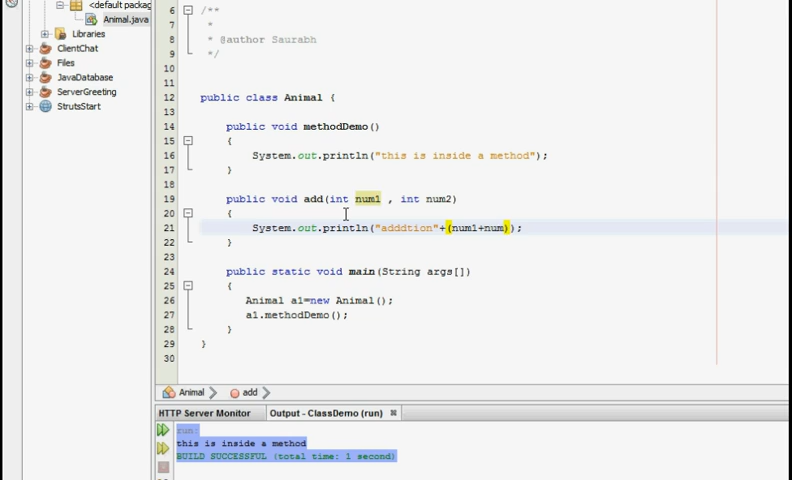 <default packag
Animal.java
Libraries
ClientChat
Files
JavaDatabase
ServerGreeting
StrutsStart
6 /**
7 *
8 * @author Saurabh
9 */
10
11
12 public class Animal {
13
14 public void methodDemo()
15 {
16 System.out.println("this is inside a method");
17 }
18
19 public void add(int num1 , int num2)
20 {
21 System.out.println("adddtion"+(num1+num));
22 }
23
24 public static void main(String args[])
25 {
26 Animal a1=new Animal();
27 a1.methodDemo();
28 }
29 }
30
Animal add
HTTP Server Monitor Output - ClassDemo (run)
run:
this is inside a method
BUILD SUCCESSFUL (total time: 1 second)